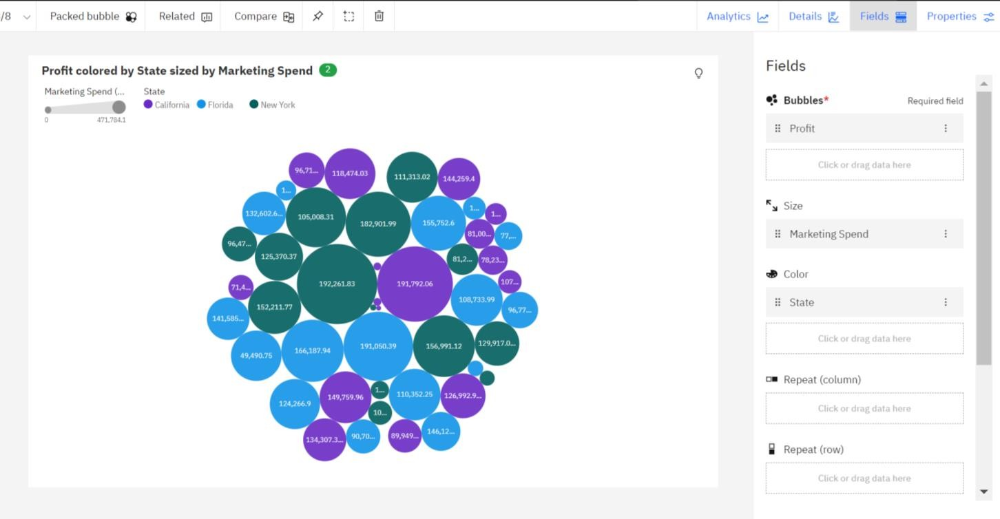 /8
Packed bubble
Related
Compare
Analytics
Details
Fields
Properties
Profit colored by State sized by Marketing Spend 2
Marketing Spend (...
0 471,784.1
State
California Florida New York
96,71...
118,474.03
111,313.02
144,259.4
1...
132,602.6...
105,008.31
182,901.99
155,752.6
1...
1...
81,00...
77,...
96,47...
125,370.37
81,2...
78,23...
192,261.83
191,792.06
107...
71,4...
152,211.77
108,733.99
96,77...
141,585...
49,490.75
166,187.94
191,050.39
156,991.12
129,917.0...
124,266.9
149,759.96
1...
110,352.25
126,992.9...
10...
134,307.3...
90,70...
89,949...
146,12...
Fields
Bubbles* Required field
Profit
Click or drag data here
Size
Marketing Spend
Color
State
Click or drag data here
Repeat (column)
Click or drag data here
Repeat (row)
Click or drag data here